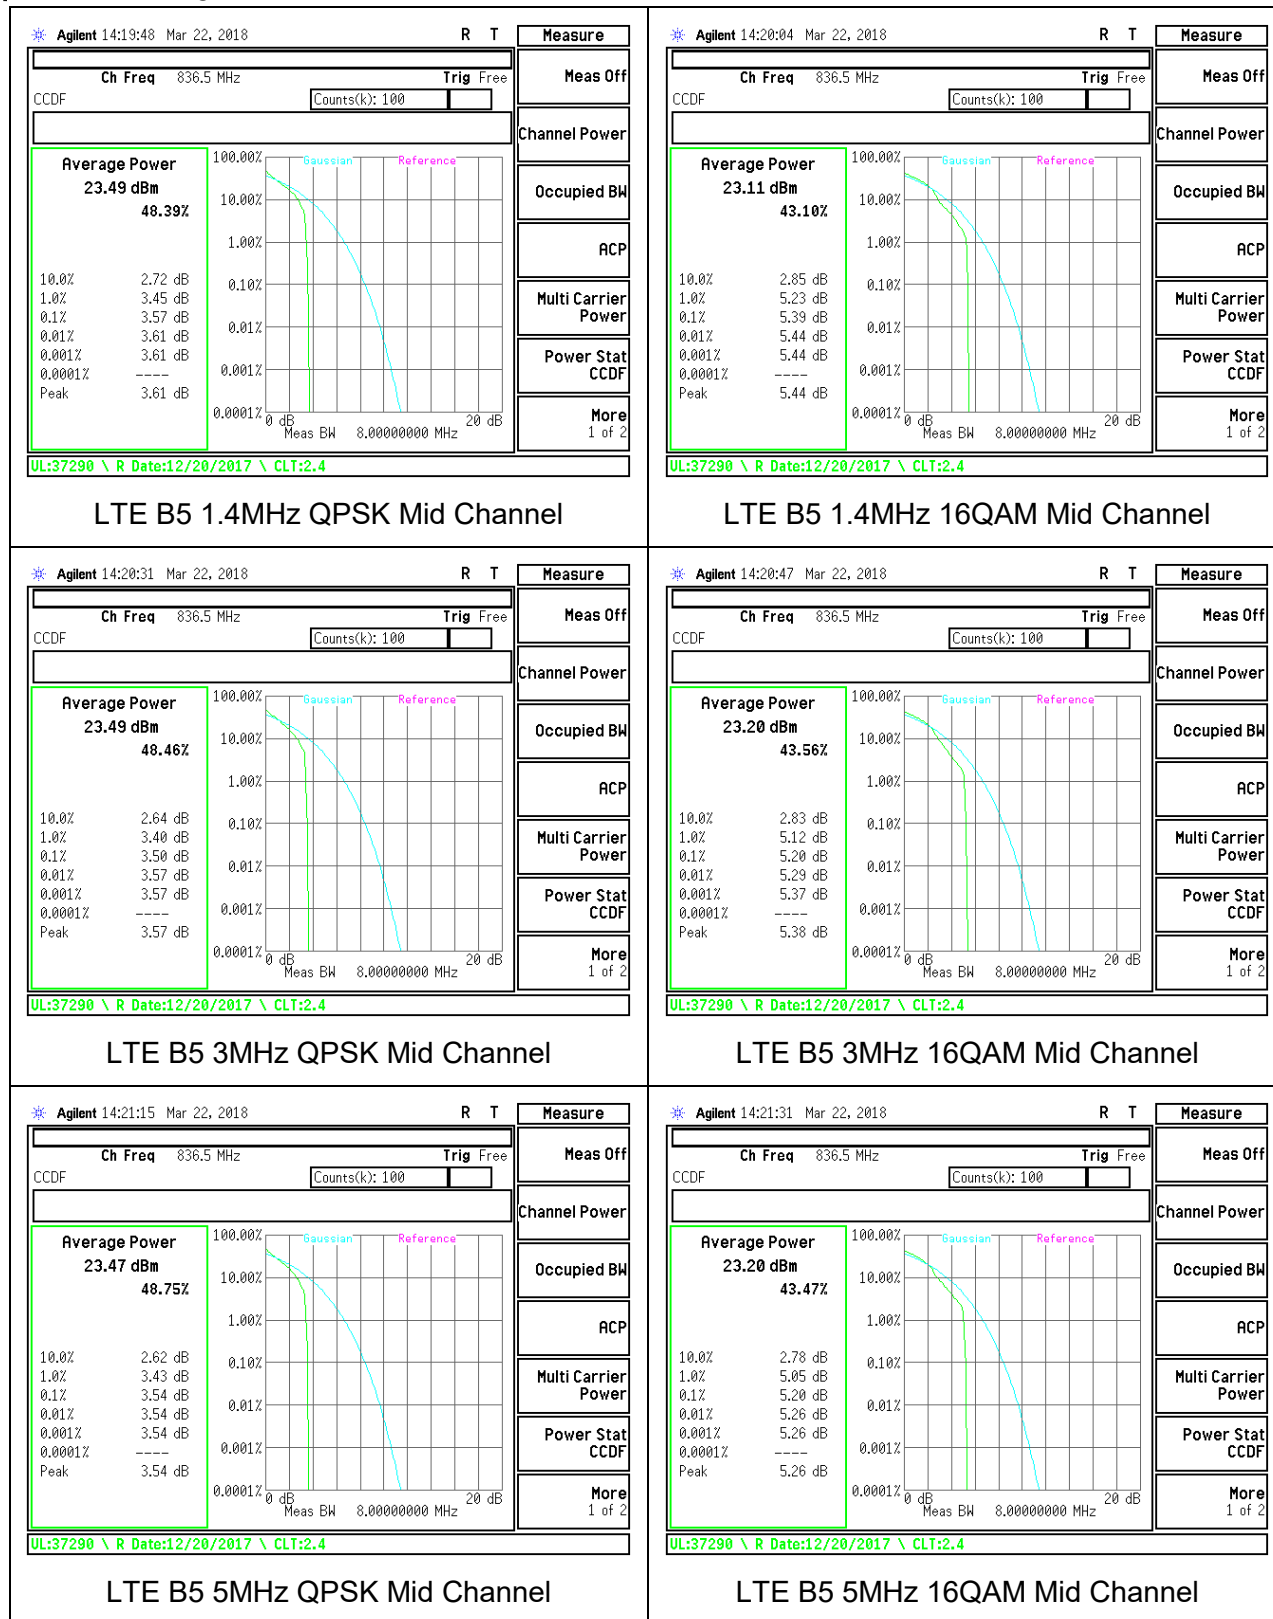 Agilent 14:19:48 Mar 22, 2018 R T Measure
Ch Freq 836.5 MHz Trig Free
CCDF Counts(k): 100
Meas Off
Channel Power
Occupied BW
ACP
Multi Carrier
Power
Power Stat
CCDF
More
1 of 2
Average Power
23.49 dBm
48.39%
10.0% 2.72 dB
1.0% 3.45 dB
0.1% 3.57 dB
0.01% 3.61 dB
0.001% 3.61 dB
0.0001% ----
Peak 3.61 dB
Gaussian Reference
100.00%
10.00%
1.00%
0.10%
0.01%
0.001%
0.0001%
0 dB 20 dB
Meas BW 8.00000000 MHz
UL:37290 \ R Date:12/20/2017 \ CLT:2.4
LTE B5 1.4MHz QPSK Mid Channel
Agilent 14:20:04 Mar 22, 2018 R T Measure
Ch Freq 836.5 MHz Trig Free
CCDF Counts(k): 100
Meas Off
Channel Power
Occupied BW
ACP
Multi Carrier
Power
Power Stat
CCDF
More
1 of 2
Average Power
23.11 dBm
43.10%
10.0% 2.85 dB
1.0% 5.23 dB
0.1% 5.39 dB
0.01% 5.44 dB
0.001% 5.44 dB
0.0001% ----
Peak 5.44 dB
Gaussian Reference
100.00%
10.00%
1.00%
0.10%
0.01%
0.001%
0.0001%
0 dB 20 dB
Meas BW 8.00000000 MHz
UL:37290 \ R Date:12/20/2017 \ CLT:2.4
LTE B5 1.4MHz 16QAM Mid Channel
Agilent 14:20:31 Mar 22, 2018 R T Measure
Ch Freq 836.5 MHz Trig Free
CCDF Counts(k): 100
Meas Off
Channel Power
Occupied BW
ACP
Multi Carrier
Power
Power Stat
CCDF
More
1 of 2
Average Power
23.49 dBm
48.46%
10.0% 2.64 dB
1.0% 3.40 dB
0.1% 3.50 dB
0.01% 3.57 dB
0.001% 3.57 dB
0.0001% ----
Peak 3.57 dB
Gaussian Reference
100.00%
10.00%
1.00%
0.10%
0.01%
0.001%
0.0001%
0 dB 20 dB
Meas BW 8.00000000 MHz
UL:37290 \ R Date:12/20/2017 \ CLT:2.4
LTE B5 3MHz QPSK Mid Channel
Agilent 14:20:47 Mar 22, 2018 R T Measure
Ch Freq 836.5 MHz Trig Free
CCDF Counts(k): 100
Meas Off
Channel Power
Occupied BW
ACP
Multi Carrier
Power
Power Stat
CCDF
More
1 of 2
Average Power
23.20 dBm
43.56%
10.0% 2.83 dB
1.0% 5.12 dB
0.1% 5.20 dB
0.01% 5.29 dB
0.001% 5.37 dB
0.0001% ----
Peak 5.38 dB
Gaussian Reference
100.00%
10.00%
1.00%
0.10%
0.01%
0.001%
0.0001%
0 dB 20 dB
Meas BW 8.00000000 MHz
UL:37290 \ R Date:12/20/2017 \ CLT:2.4
LTE B5 3MHz 16QAM Mid Channel
Agilent 14:21:15 Mar 22, 2018 R T Measure
Ch Freq 836.5 MHz Trig Free
CCDF Counts(k): 100
Meas Off
Channel Power
Occupied BW
ACP
Multi Carrier
Power
Power Stat
CCDF
More
1 of 2
Average Power
23.47 dBm
48.75%
10.0% 2.62 dB
1.0% 3.43 dB
0.1% 3.54 dB
0.01% 3.54 dB
0.001% 3.54 dB
0.0001% ----
Peak 3.54 dB
Gaussian Reference
100.00%
10.00%
1.00%
0.10%
0.01%
0.001%
0.0001%
0 dB 20 dB
Meas BW 8.00000000 MHz
UL:37290 \ R Date:12/20/2017 \ CLT:2.4
LTE B5 5MHz QPSK Mid Channel
Agilent 14:21:31 Mar 22, 2018 R T Measure
Ch Freq 836.5 MHz Trig Free
CCDF Counts(k): 100
Meas Off
Channel Power
Occupied BW
ACP
Multi Carrier
Power
Power Stat
CCDF
More
1 of 2
Average Power
23.20 dBm
43.47%
10.0% 2.78 dB
1.0% 5.05 dB
0.1% 5.20 dB
0.01% 5.26 dB
0.001% 5.26 dB
0.0001% ----
Peak 5.26 dB
Gaussian Reference
100.00%
10.00%
1.00%
0.10%
0.01%
0.001%
0.0001%
0 dB 20 dB
Meas BW 8.00000000 MHz
UL:37290 \ R Date:12/20/2017 \ CLT:2.4
LTE B5 5MHz 16QAM Mid Channel